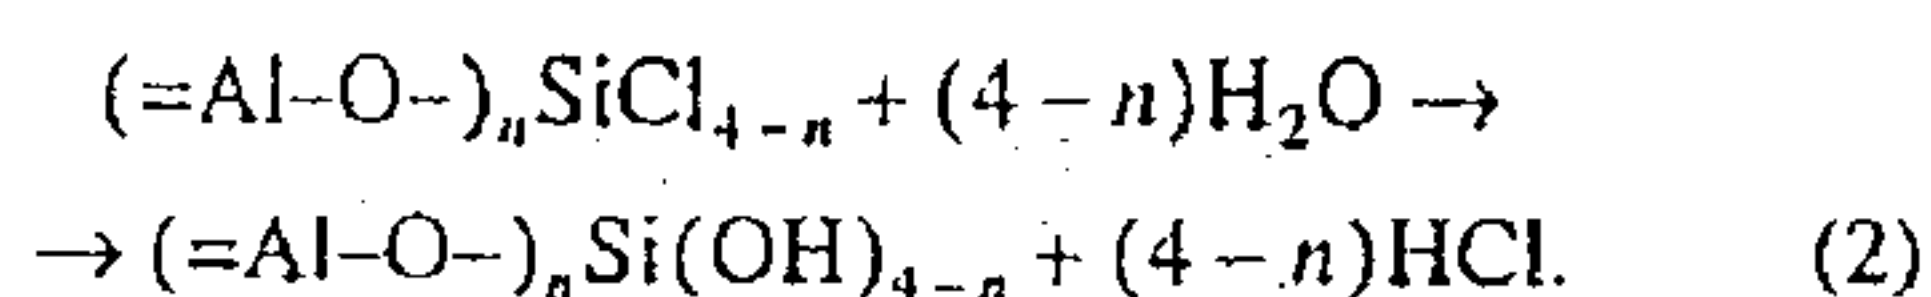 (=Al–O–)ₙSiCl₄₋ₙ + (4 – n)H₂O →
→ (=Al–O–)ₙSi(OH)₄₋ₙ + (4 – n)HCl. (2)